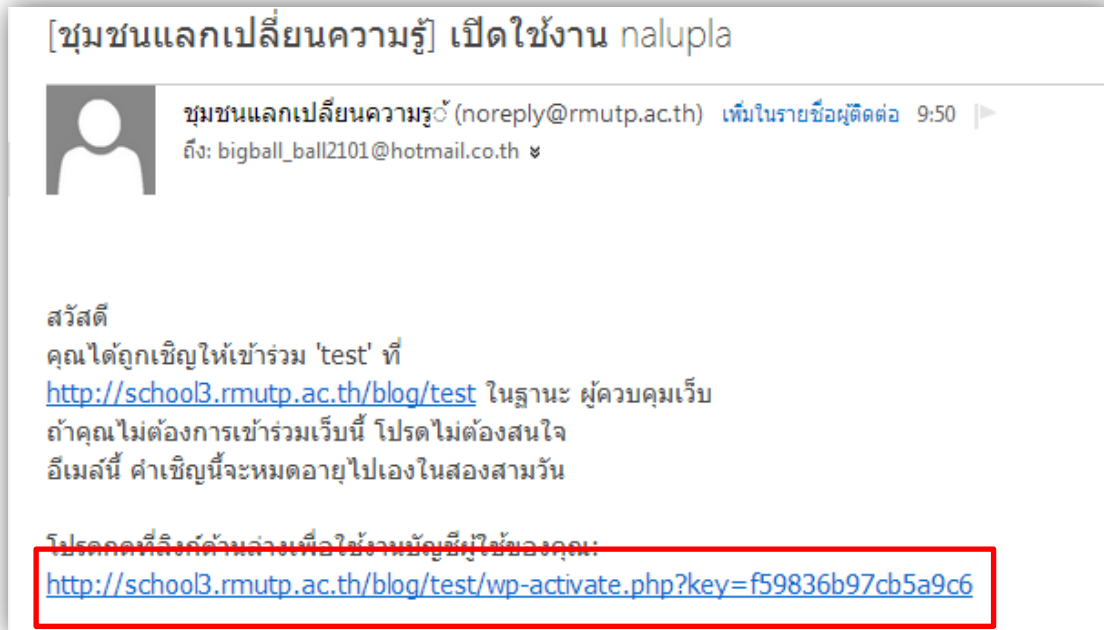 [ชุมชนแลกเปลี่ยนความรู้] เปิดใช้งาน nalupla
ชุมชนแลกเปลี่ยนความรู้ (noreply@rmutp.ac.th) เพิ่มในรายชื่อผู้ติดต่อ 9:50
ถึง: bigball_ball2101@hotmail.co.th
สวัสดี
คุณได้ถูกเชิญให้เข้าร่วม 'test' ที่
http://school3.rmutp.ac.th/blog/test ในฐานะ ผู้ควบคุมเว็บ
ถ้าคุณไม่ต้องการเข้าร่วมเว็บนี้ โปรดไม่ต้องสนใจ
อีเมล์นี้ คำเชิญนี้จะหมดอายุไปเองในสองสามวัน
โปรดกดที่ลิงก์ด้านล่างเพื่อใช้งานบัญชีผู้ใช้ของคุณ:
http://school3.rmutp.ac.th/blog/test/wp-activate.php?key=f59836b97cb5a9c6